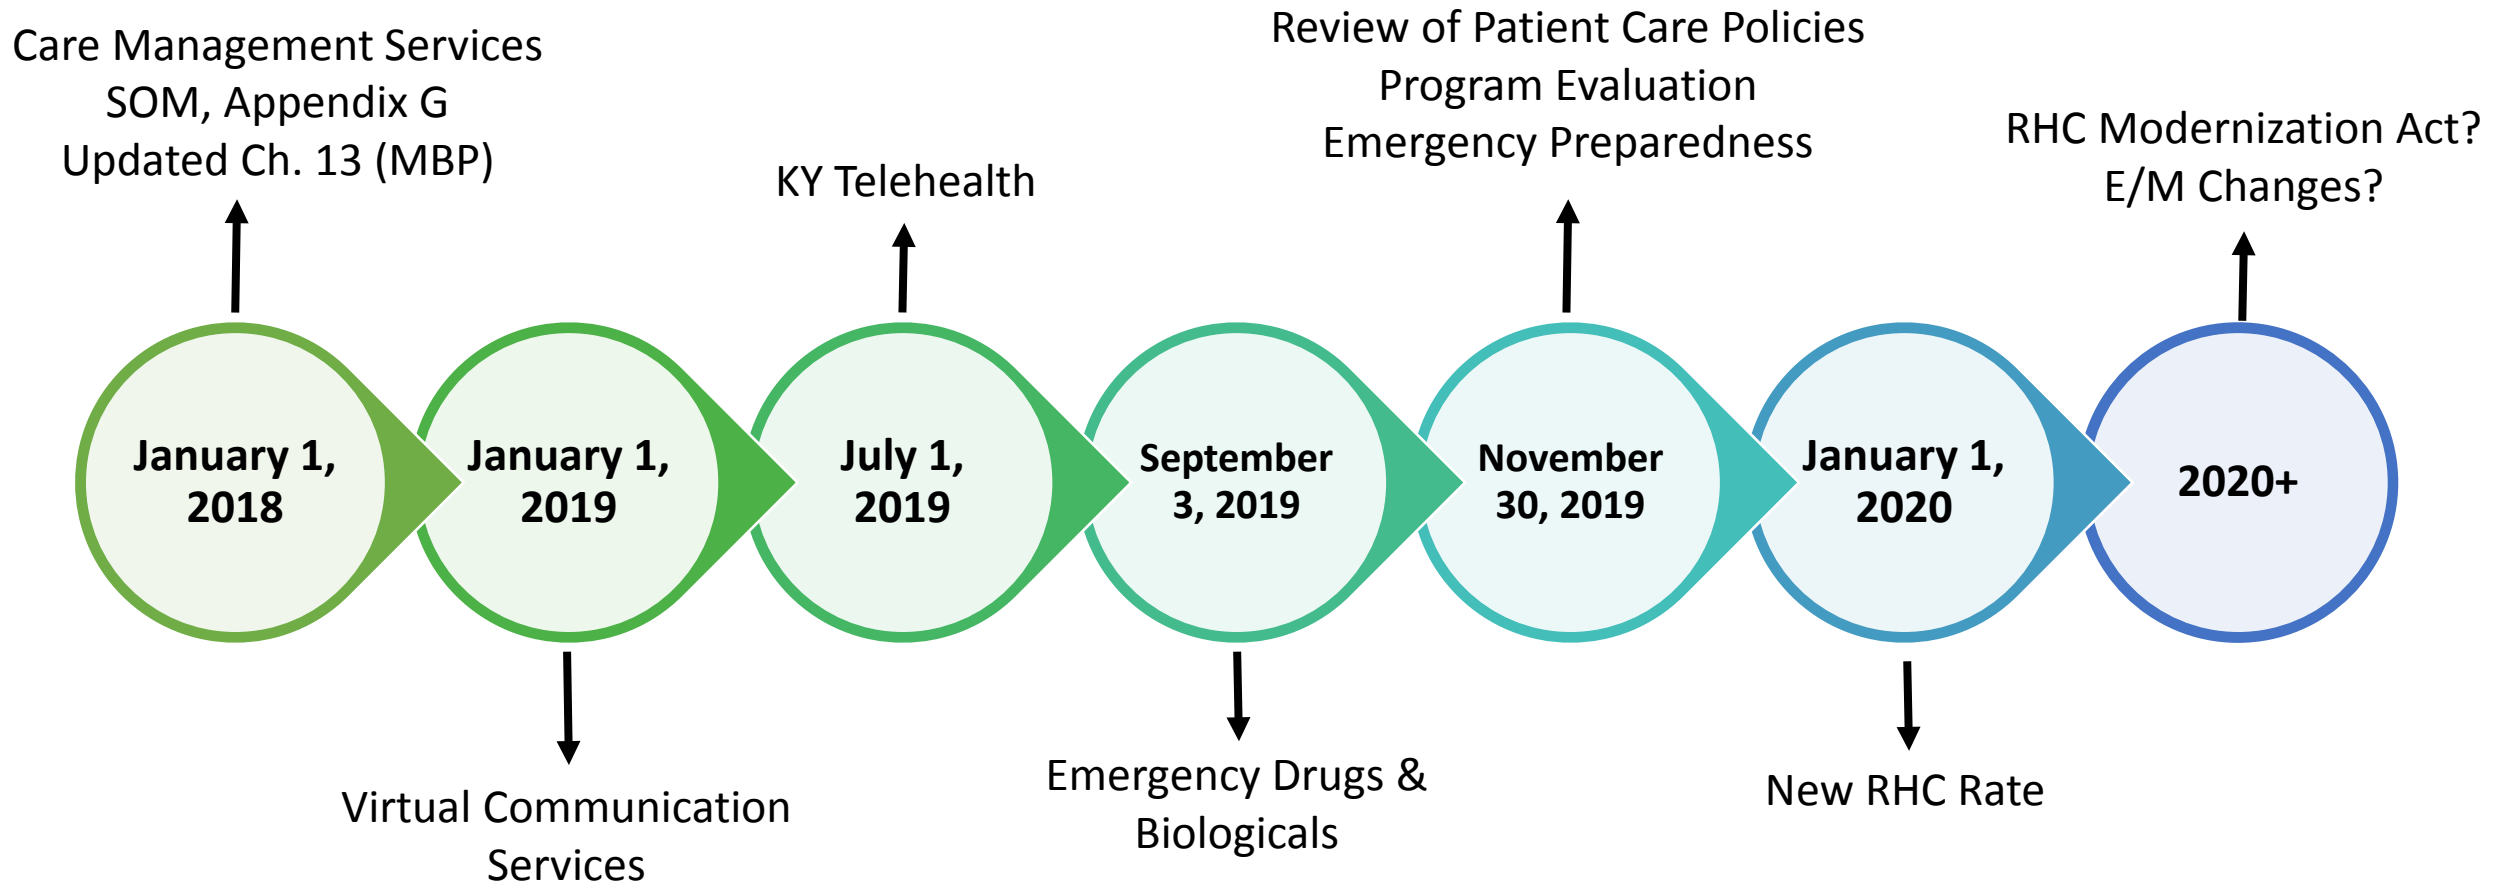 Care Management Services
SOM, Appendix G
Updated Ch. 13 (MBP)
KY Telehealth
Review of Patient Care Policies
Program Evaluation
Emergency Preparedness
RHC Modernization Act?
E/M Changes?
January 1,
2018
January 1,
2019
July 1,
2019
September
3, 2019
November
30, 2019
January 1,
2020
2020+
Virtual Communication
Services
Emergency Drugs &
Biologicals
New RHC Rate